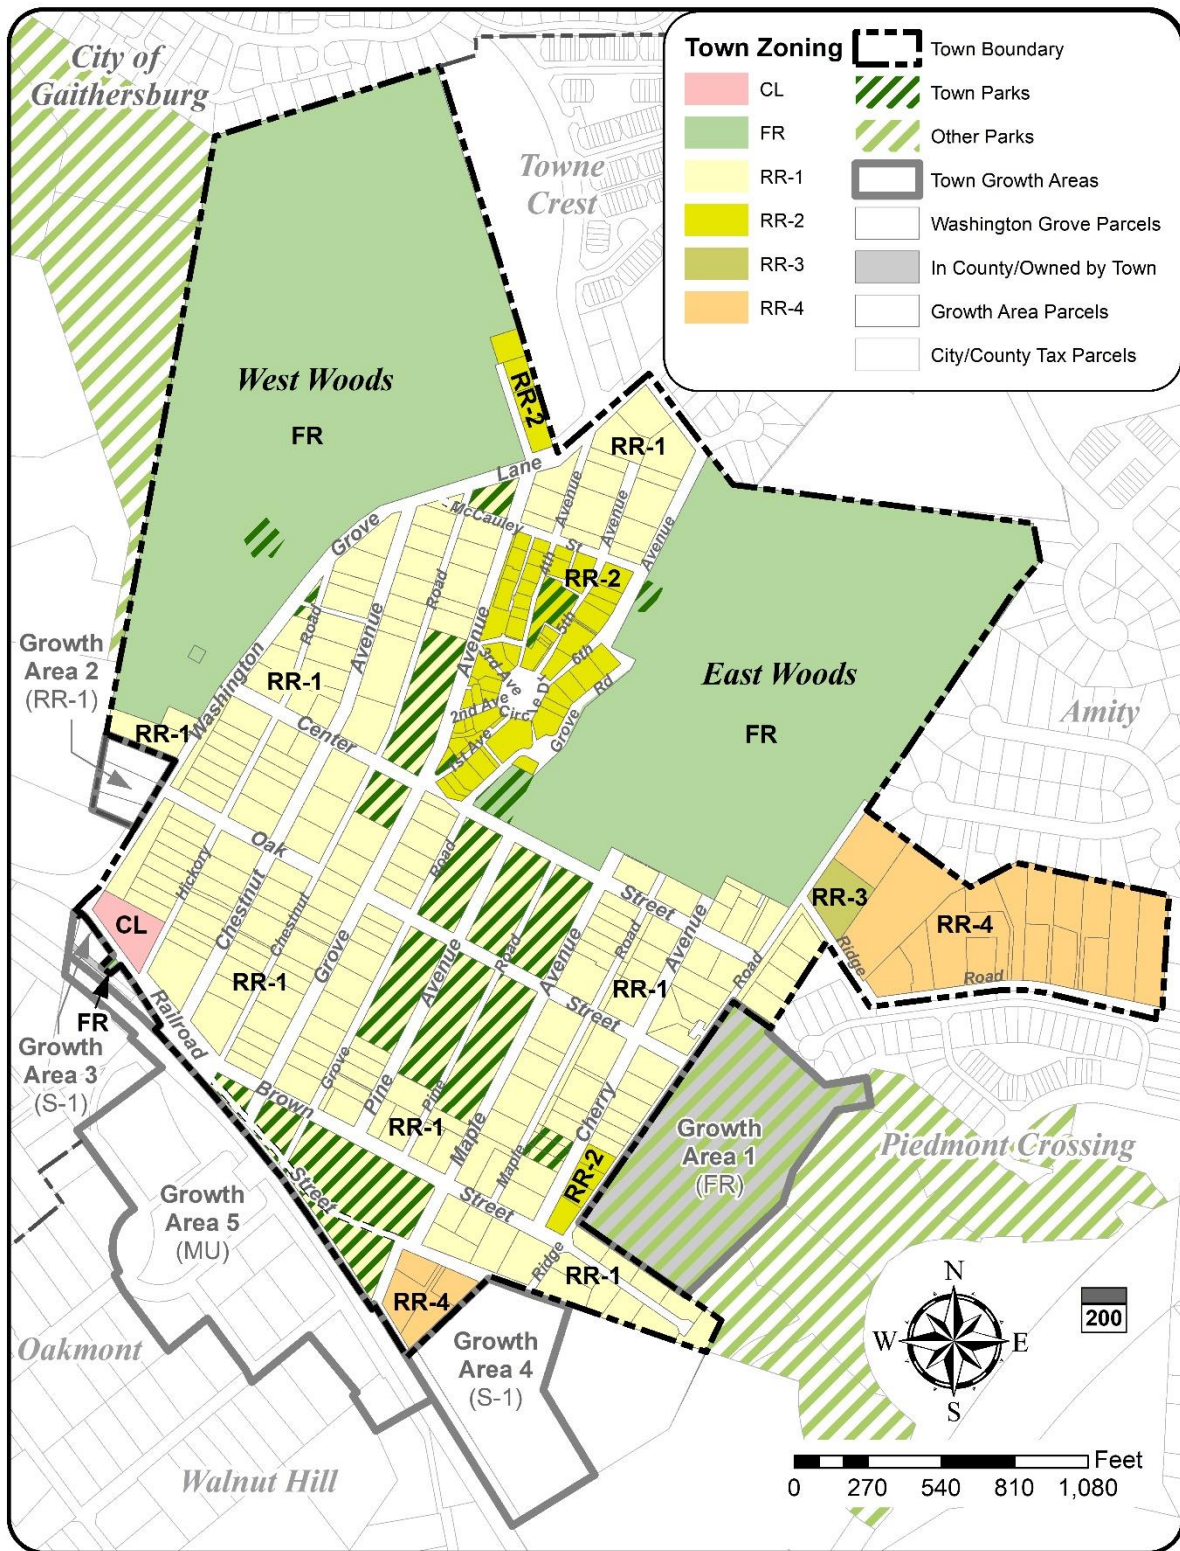 City of
Gaithersburg
Towne
Crest
Town Zoning
CL
FR
RR-1
RR-2
RR-3
RR-4
Town Boundary
Town Parks
Other Parks
Town Growth Areas
Washington Grove Parcels
In County/Owned by Town
Growth Area Parcels
City/County Tax Parcels
West Woods
FR
RR-2
RR-1
Lane
Avenue
Avenue
Avenue
McCauley
St
Grove
4th
RR-2
5th
6th
Road
Road
Avenue
Avenue
3rd Ave
2nd Ave
1st Ave
Circle Dr
Grove
Rd
East Woods
FR
Amity
Growth
Area 2
(RR-1)
RR-1
Washington
RR-1
Center
Oak
Road
Hickory
Chestnut
Chestnut
Grove
Avenue
Road
Avenue
Street
Road
Avenue
Road
RR-3
RR-4
Ridge
Road
CL
RR-1
RR-1
Street
FR
Railroad
Growth
Area 3
(S-1)
Brown
Grove
Pine
Pine
RR-1
Maple
Maple
Cherry
RR-2
Growth
Area 1
(FR)
Piedmont Crossing
Street
Street
Ridge
RR-1
RR-4
Growth
Area 5
(MU)
Growth
Area 4
(S-1)
Oakmont
Walnut Hill
N
W
E
S
200
Feet
0
270
540
810
1,080